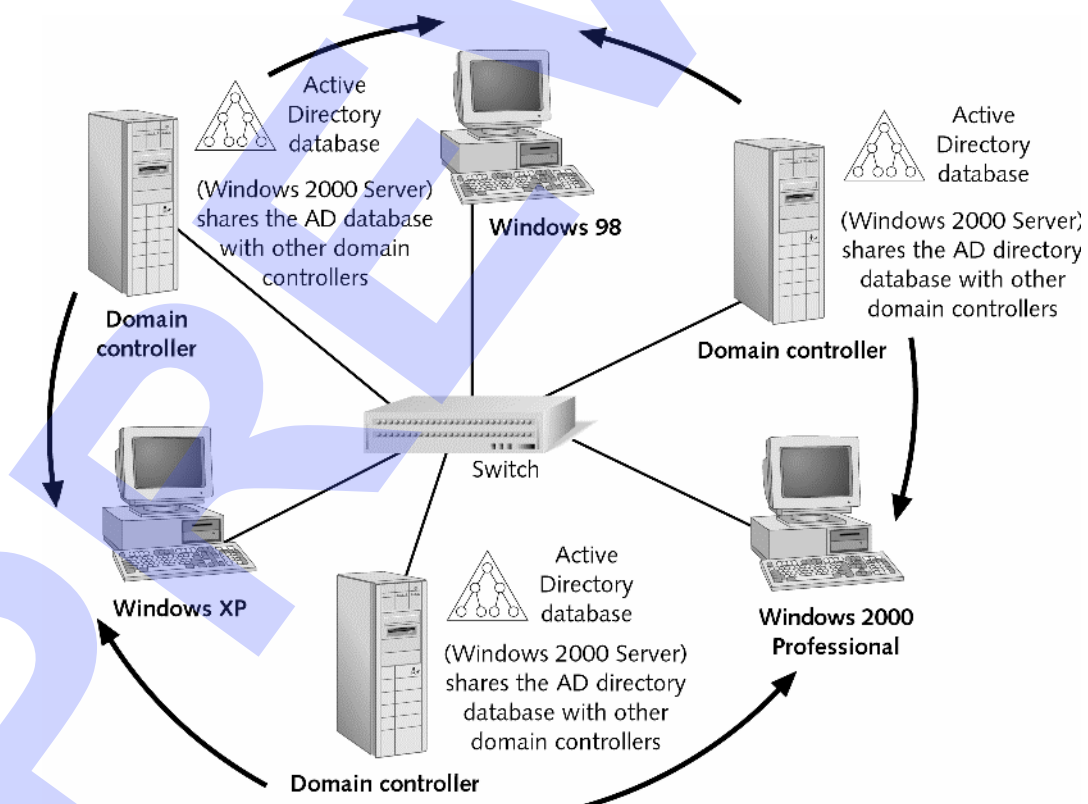 Active
Directory
database
(Windows 2000 Server)
shares the AD database
with other domain
controllers
Domain
controller
Windows 98
Active
Directory
database
(Windows 2000 Server)
shares the AD directory
database with other
domain controllers
Domain controller
Switch
Windows XP
Active
Directory
database
(Windows 2000 Server)
shares the AD directory
database with other
domain controllers
Domain controller
Windows 2000
Professional